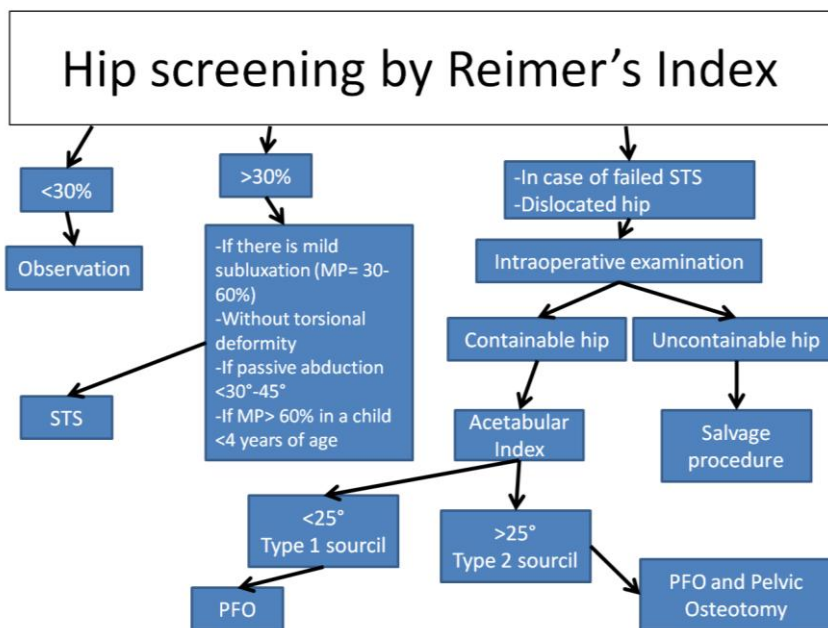 Hip screening by Reimer's Index
<30%
>30%
-In case of failed STS
-Dislocated hip
Observation
-If there is mild
subluxation (MP= 30-
60%)
-Without torsional
deformity
-If passive abduction
<30°-45°
-If MP> 60% in a child
<4 years of age
Intraoperative examination
Containable hip
Uncontainable hip
STS
Acetabular
Index
Salvage
procedure
<25°
Type 1 sourcil
>25°
Type 2 sourcil
PFO
PFO and Pelvic
Osteotomy